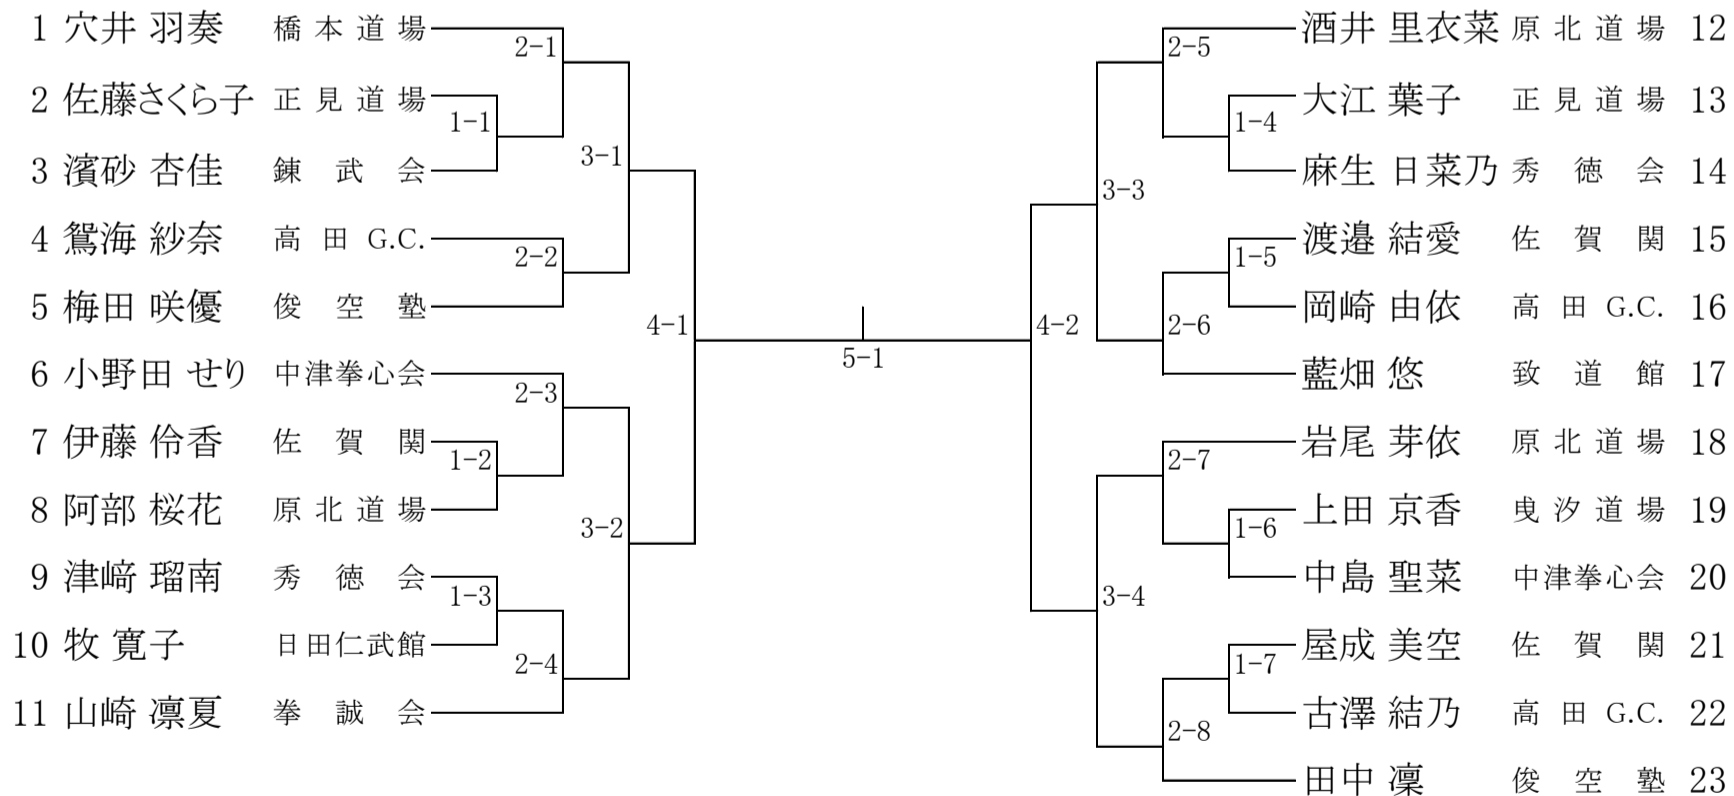 1 穴井 羽奏 橋本道場
2 佐藤さくら子 正見道場
3 濱砂 杏佳 錬武会
4 鴛海 紗奈 高田 G.C.
5 梅田 咲優 俊空塾
6 小野田 せり 中津拳心会
7 伊藤 伶香 佐賀関
8 阿部 桜花 原北道場
9 津﨑 瑠南 秀徳会
10 牧 寛子 日田仁武館
11 山崎 凛夏 拳誠会
2-1
1-1
3-1
2-2
4-1
2-3
1-2
3-2
1-3
2-4
5-1
2-5
1-4
3-3
1-5
2-6
4-2
2-7
1-6
3-4
1-7
2-8
酒井 里衣菜 原北道場 12
大江 葉子 正見道場 13
麻生 日菜乃 秀徳会 14
渡邉 結愛 佐賀関 15
岡崎 由依 高田 G.C. 16
藍畑 悠 致道館 17
岩尾 芽依 原北道場 18
上田 京香 曵汐道場 19
中島 聖菜 中津拳心会 20
屋成 美空 佐賀関 21
古澤 結乃 高田 G.C. 22
田中 凜 俊空塾 23